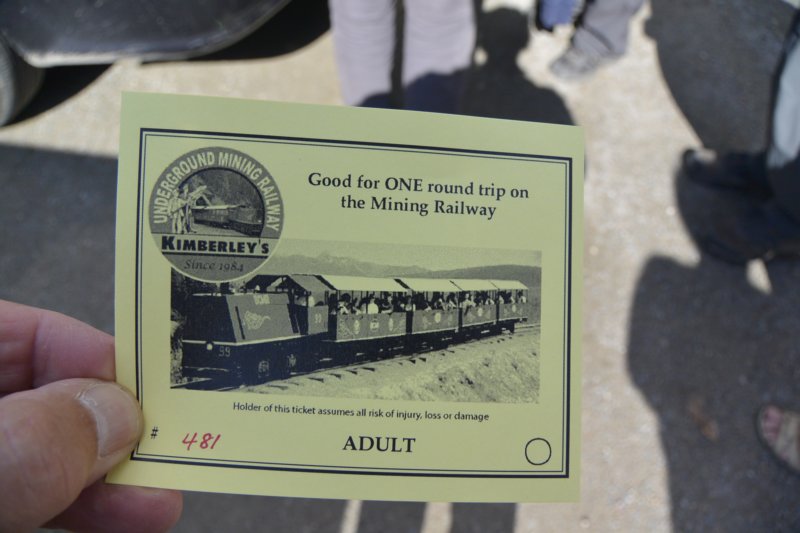 UNDERGROUND MINING RAILWAY
KIMBERLEY'S
Since 1984
Good for ONE round trip on
the Mining Railway
99
Holder of this ticket assumes all risk of injury, loss or damage
# 481
ADULT